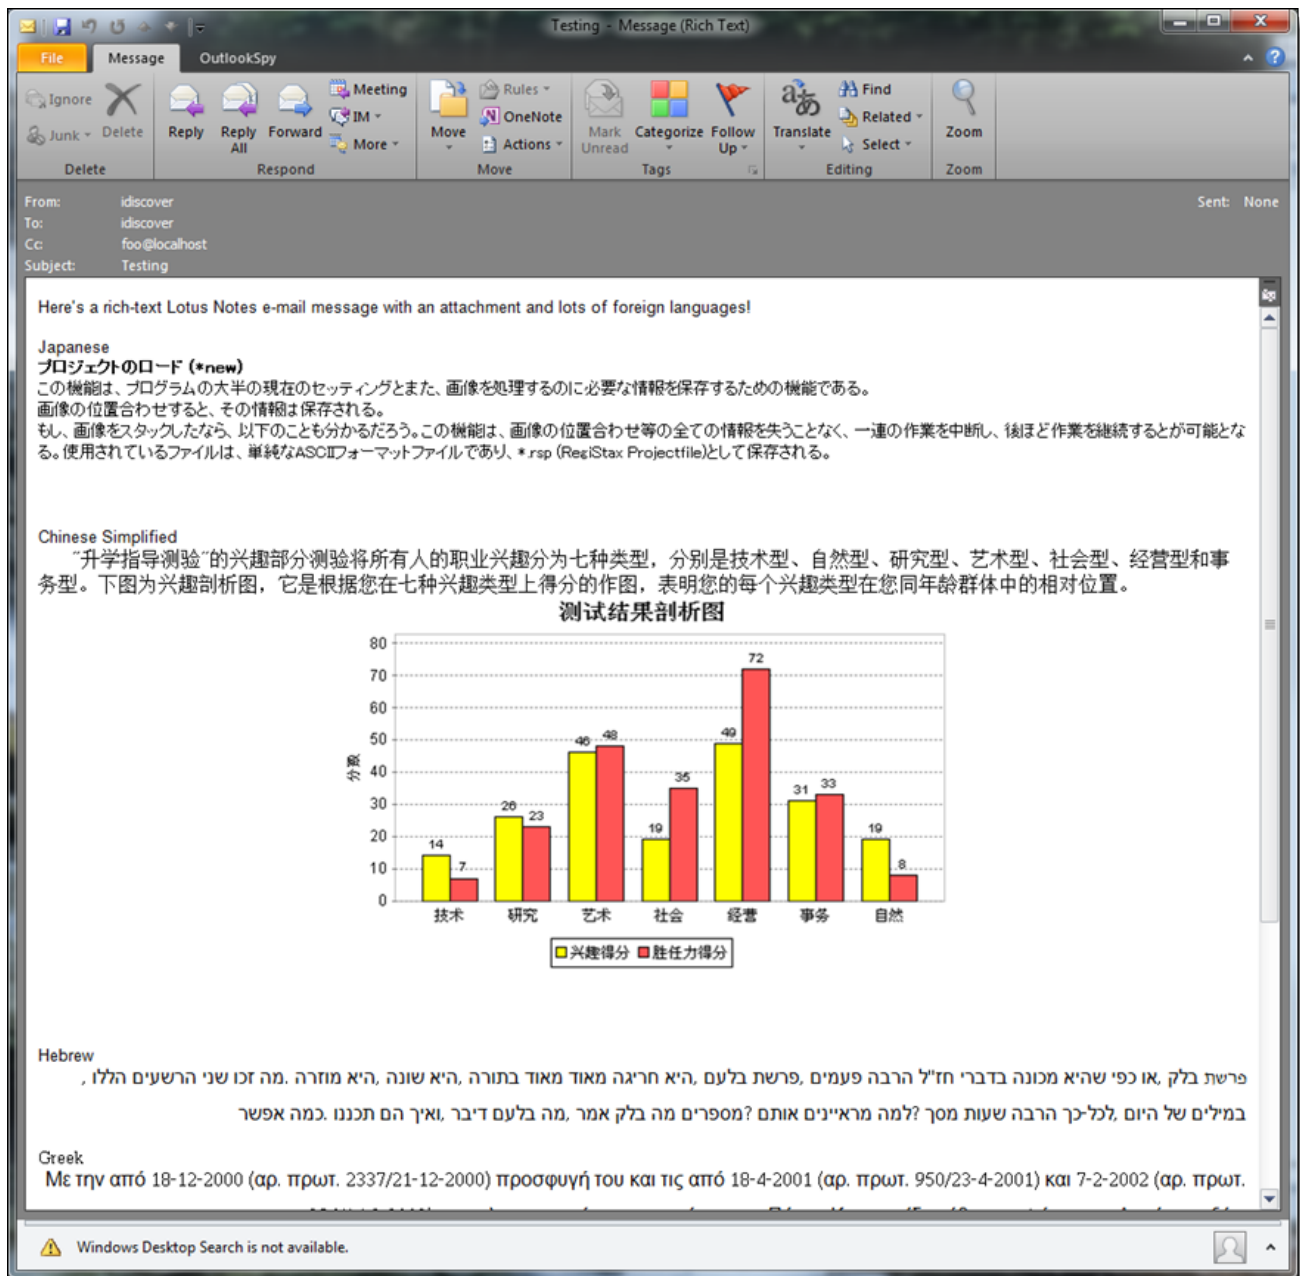 Testing - Message (Rich Text)
File Message OutlookSpy
Ignore
Junk
Delete
Delete
Reply
Reply All
Forward
Meeting
IM
More
Respond
Move
Rules
OneNote
Actions
Move
Mark Unread
Categorize
Follow Up
Tags
Translate
Find
Related
Select
Editing
Zoom
Zoom
From: idiscover
Sent: None
To: idiscover
Cc: foo@localhost
Subject: Testing
Here's a rich-text Lotus Notes e-mail message with an attachment and lots of foreign languages!
Japanese
プロジェクトのロード (*new)
この機能は、プログラムの大半の現在のセッティングとまた、画像を処理するのに必要な情報を保存するための機能である。
画像の位置合わせすると、その情報は保存される。
もし、画像をスタックしたなら、以下のことも分かるだろう。この機能は、画像の位置合わせ等の全ての情報を失うことなく、一連の作業を中断し、後ほど作業を継続するとが可能とな
る。使用されているファイルは、単純なASCIIフォーマットファイルであり、*.rsp (RegiStax Projectfile)として保存される。
Chinese Simplified
"升学指导测验"的兴趣部分测验将所有人的职业兴趣分为七种类型，分别是技术型、自然型、研究型、艺术型、社会型、经营型和事
务型。下图为兴趣剖析图，它是根据您在七种兴趣类型上得分的作图，表明您的每个兴趣类型在您同年龄群体中的相对位置。
测试结果剖析图
分数
80
70
60
50
40
30
20
10
0
14 7
26 23
46 48
19 35
49 72
31 33
19 8
技术 研究 艺术 社会 经营 事务 自然
兴趣得分 胜任力得分
Hebrew
פרשת בלק ,או כפי שהיא מכונה בדברי חז"ל הרבה פעמים ,פרשת בלעם ,היא חריגה מאוד מאוד בתורה ,היא שונה ,היא מוזרה .מה זכו שני הרשעים הללו ,
במילים של היום ,לכל-כך הרבה שעות מסך ?למה מראיינים אותם ?מספרים מה בלק אמר ,מה בלעם דיבר ,ואיך הם תכננו .כמה אפשר
Greek
Με την από 18-12-2000 (αρ. πρωτ. 2337/21-12-2000) προσφυγή του και τις από 18-4-2001 (αρ. πρωτ. 950/23-4-2001) και 7-2-2002 (αρ. πρωτ.
Windows Desktop Search is not available.